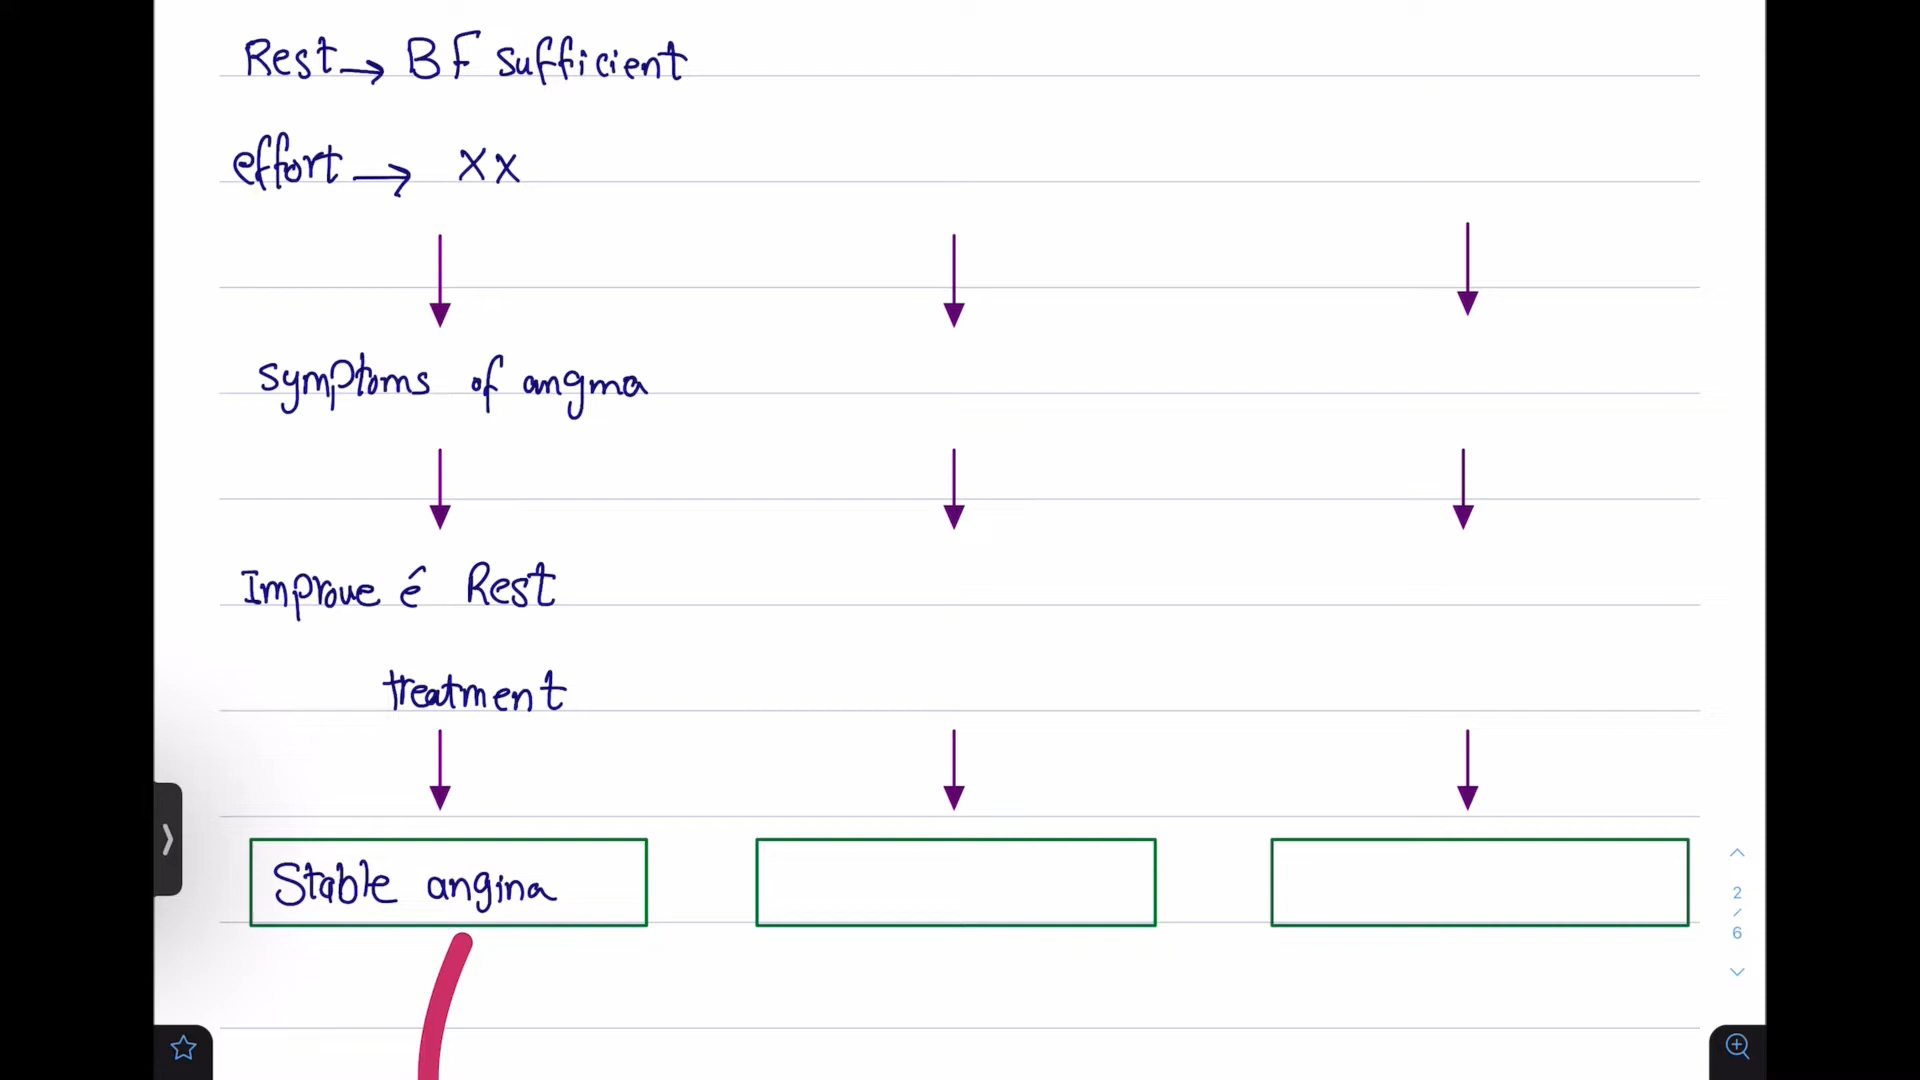 Rest → BF sufficient
effort → XX
symptoms of angina
Improve é Rest
treatment
Stable angina
2
/
6